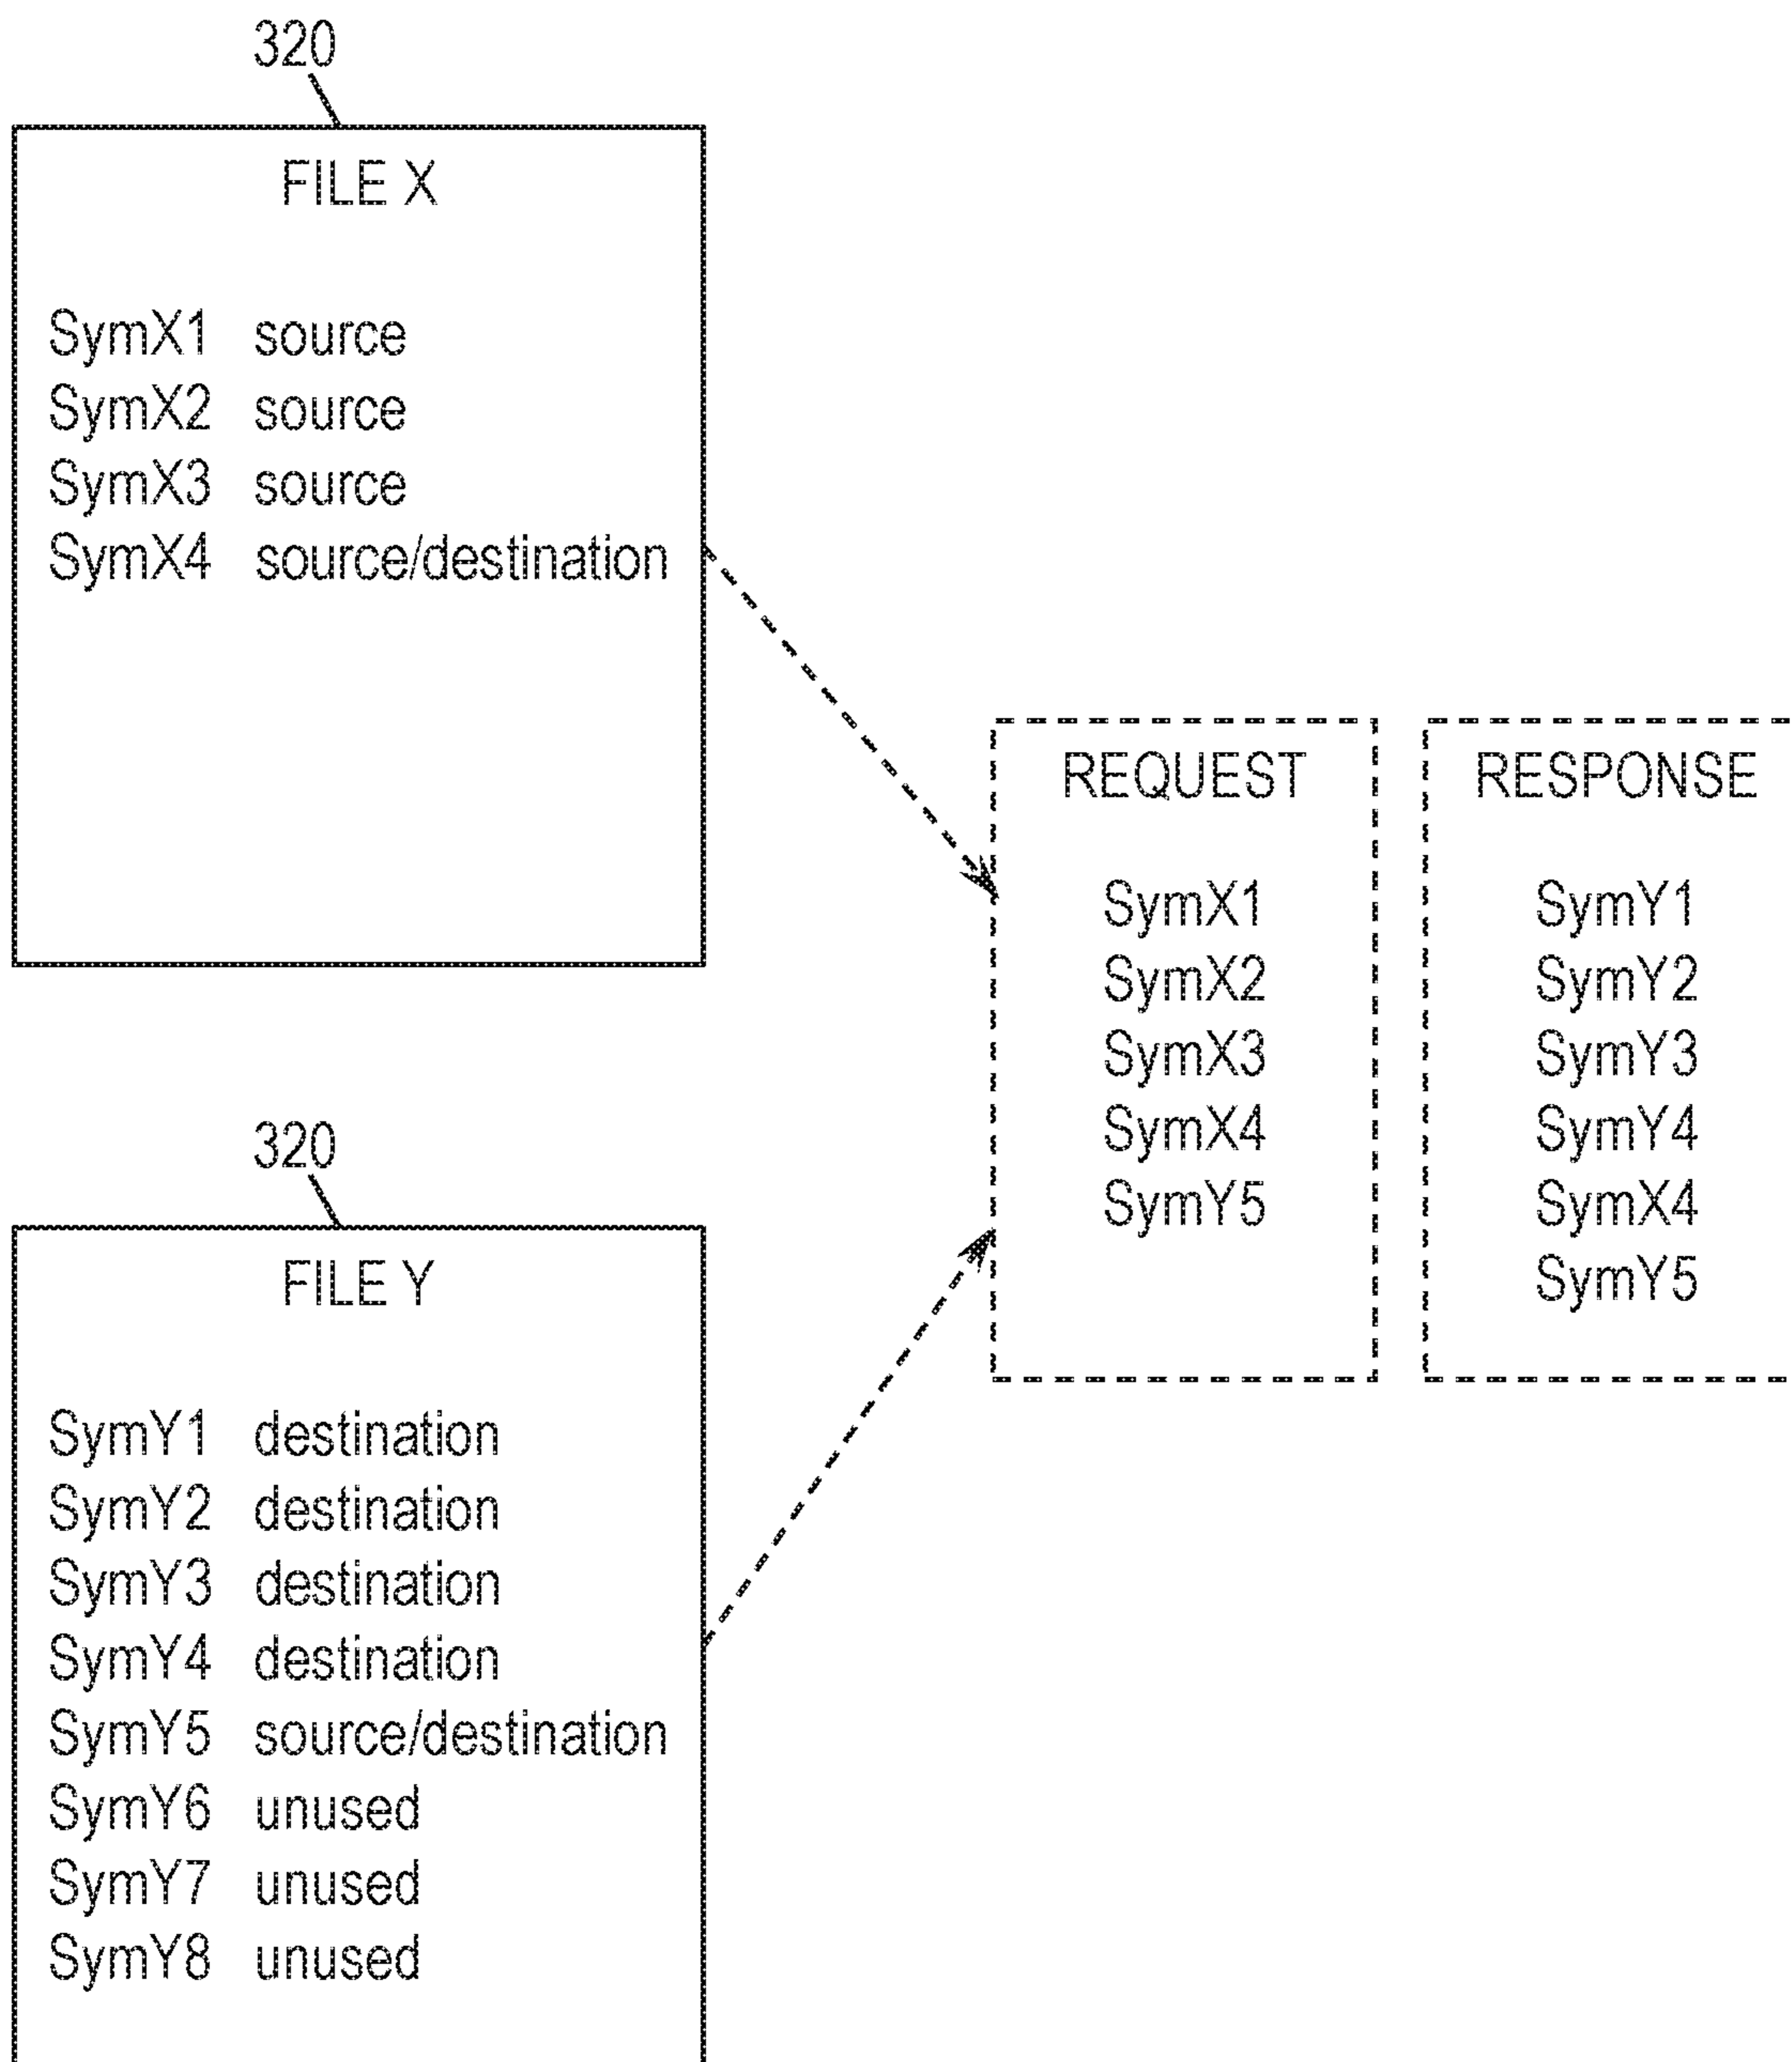 320
FILE X
SymX1 source
SymX2 source
SymX3 source
SymX4 source/destination
320
FILE Y
SymY1 destination
SymY2 destination
SymY3 destination
SymY4 destination
SymY5 source/destination
SymY6 unused
SymY7 unused
SymY8 unused
REQUEST
SymX1
SymX2
SymX3
SymX4
SymY5
RESPONSE
SymY1
SymY2
SymY3
SymY4
SymX4
SymY5